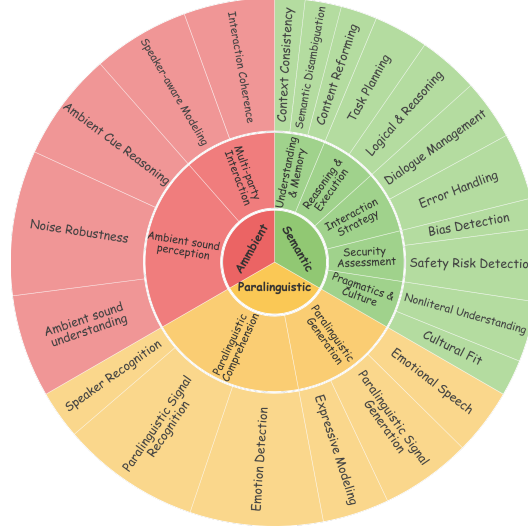 Ammbient
Semantic
Paralinguistic
Multi-party
Interaction
Ambient sound
perception
Understanding
& Memory
Reasoning &
Execution
Interaction
Strategy
Security
Assessment
Pragmatics &
Culture
Paralinguistic
Generation
Paralinguistic
Comprehension
Interaction Coherence
Speaker-aware Modeling
Ambient Cue Reasoning
Noise Robustness
Ambient sound
understanding
Context Consistency
Semantic Disambiguation
Content Reforming
Task Planning
Logical & Reasoning
Dialogue Management
Error Handling
Bias Detection
Safety Risk Detectio
Nonliteral Understanding
Cultural Fit
Emotional Speech
Paralinguistic Signal
Generation
Expressive Modeling
Emotion Detection
Paralinguistic Signal
Recognition
Speaker Recognition